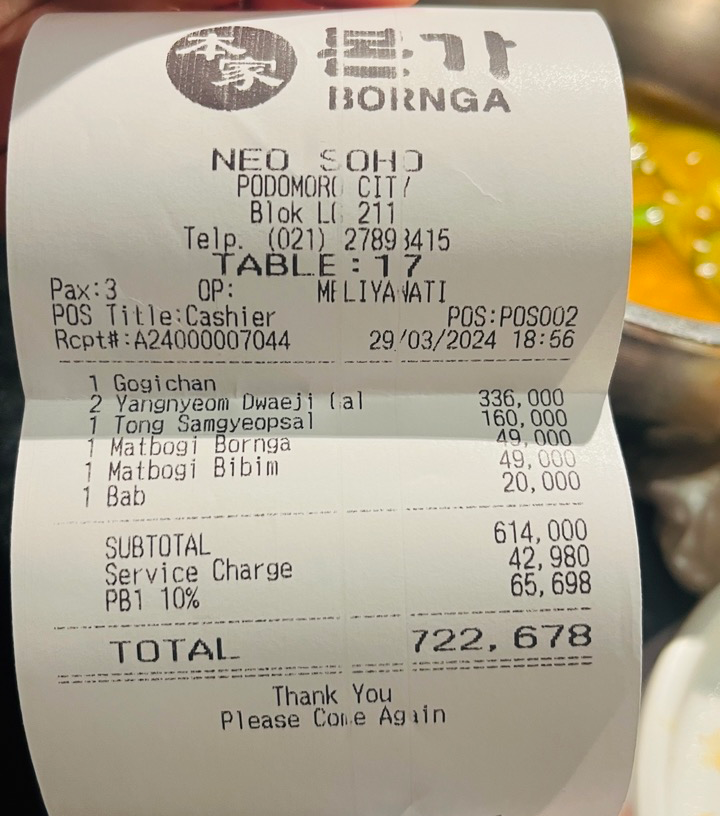 本家 본가
BORNGA
NEO SOHO
PODOMORO CITY
Blok LG 211
Telp. (021) 27893415
TABLE:17
Pax:3 OP: MELIYAWATI
POS Title:Cashier POS:POS002
Rcpt#:A24000007044 29/03/2024 18:56
1 Gogichan
2 Yangnyeom Dwaeji Gal 336,000
1 Tong Samgyeopsal 160,000
1 Matbogi Bornga 49,000
1 Matbogi Bibim 49,000
1 Bab 20,000
SUBTOTAL 614,000
Service Charge 42,980
PB1 10% 65,698
TOTAL 722,678
Thank You
Please Come Again